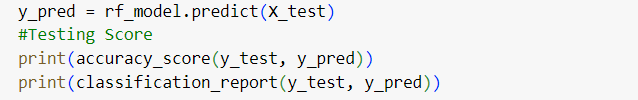 y_pred = rf_model.predict(X_test)
#Testing Score
print(accuracy_score(y_test, y_pred))
print(classification_report(y_test, y_pred))